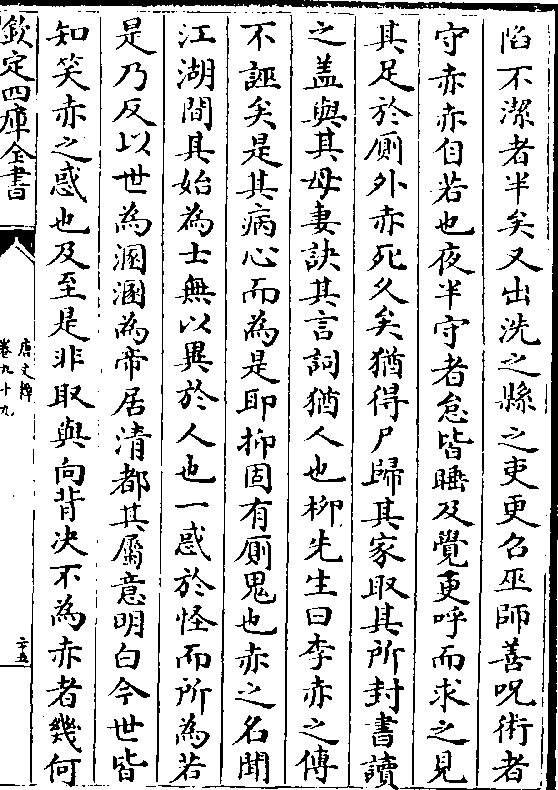 陷不潔者半矣又出洗之縣之吏更召巫師善呪術者
守赤赤自若也夜半守者怠皆睡及覺更呼而求之見
其足於厠外赤死久矣猶得尸歸其家取其所封書讀
之盖與其母妻訣其言詞猶人也柳先生曰李赤之傳
不誣矣是其病心而為是耶抑固有厠鬼也赤之名聞
江湖間其始為士無以異於人也一惑於怪而所為若
是乃反以世為溷溷為帝居清都其屬意明白今世皆
知笑赤之惑也及至是非取與向背決不為赤者幾何
欽定四庫全書
唐文粹
卷九十九
二十五